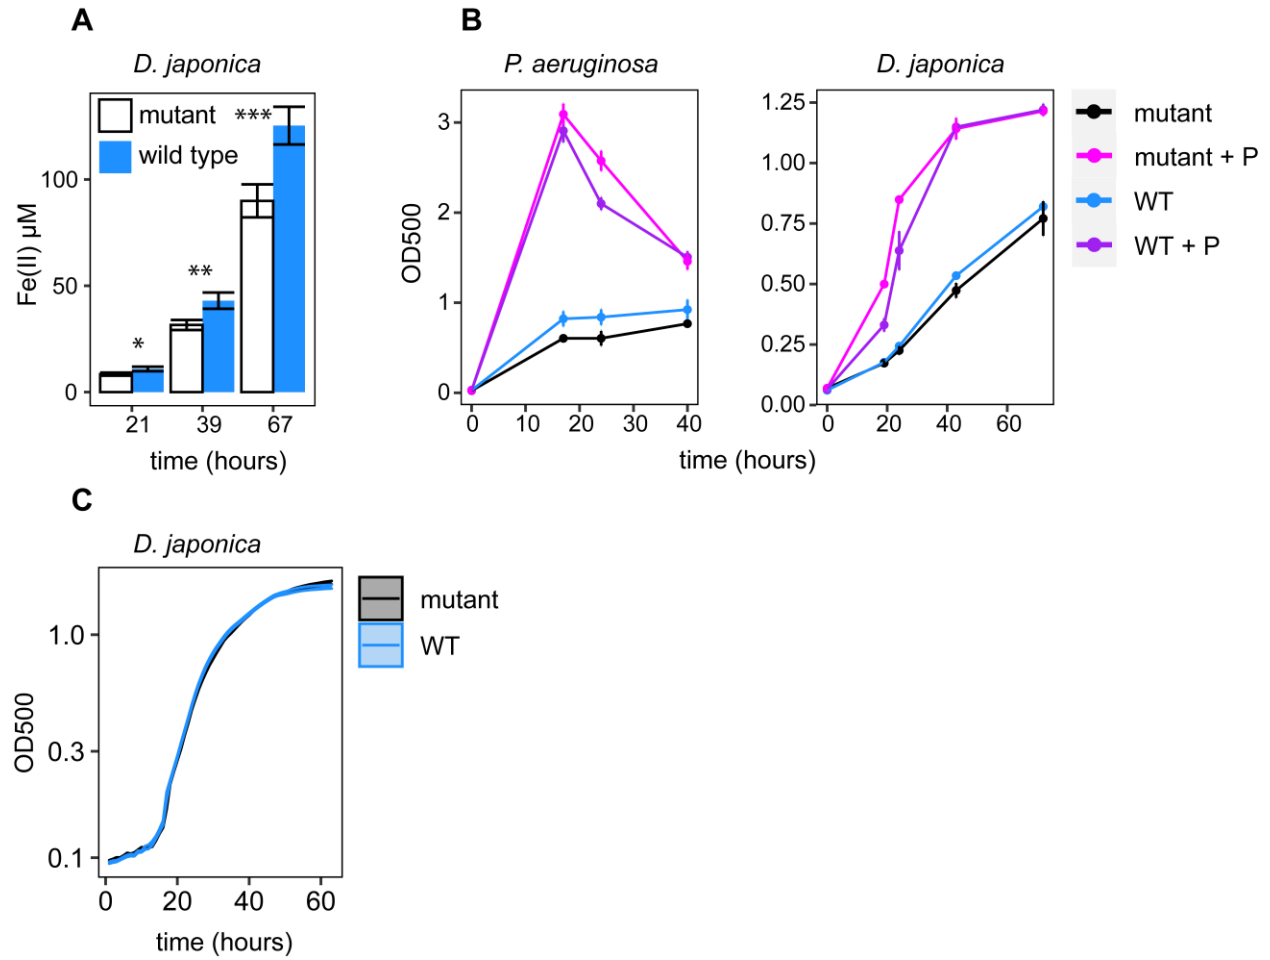 A
D. japonica
mutant
wild type
***
**
*
100
50
0
Fe(II) µM
21 39 67
time (hours)
B
P. aeruginosa
D. japonica
OD500
3
2
1
0
0 10 20 30 40
1.25
1.00
0.75
0.50
0.25
0.00
0 20 40 60
time (hours)
mutant
mutant + P
WT
WT + P
C
D. japonica
OD500
1.0
0.3
0.1
0 20 40 60
time (hours)
mutant
WT